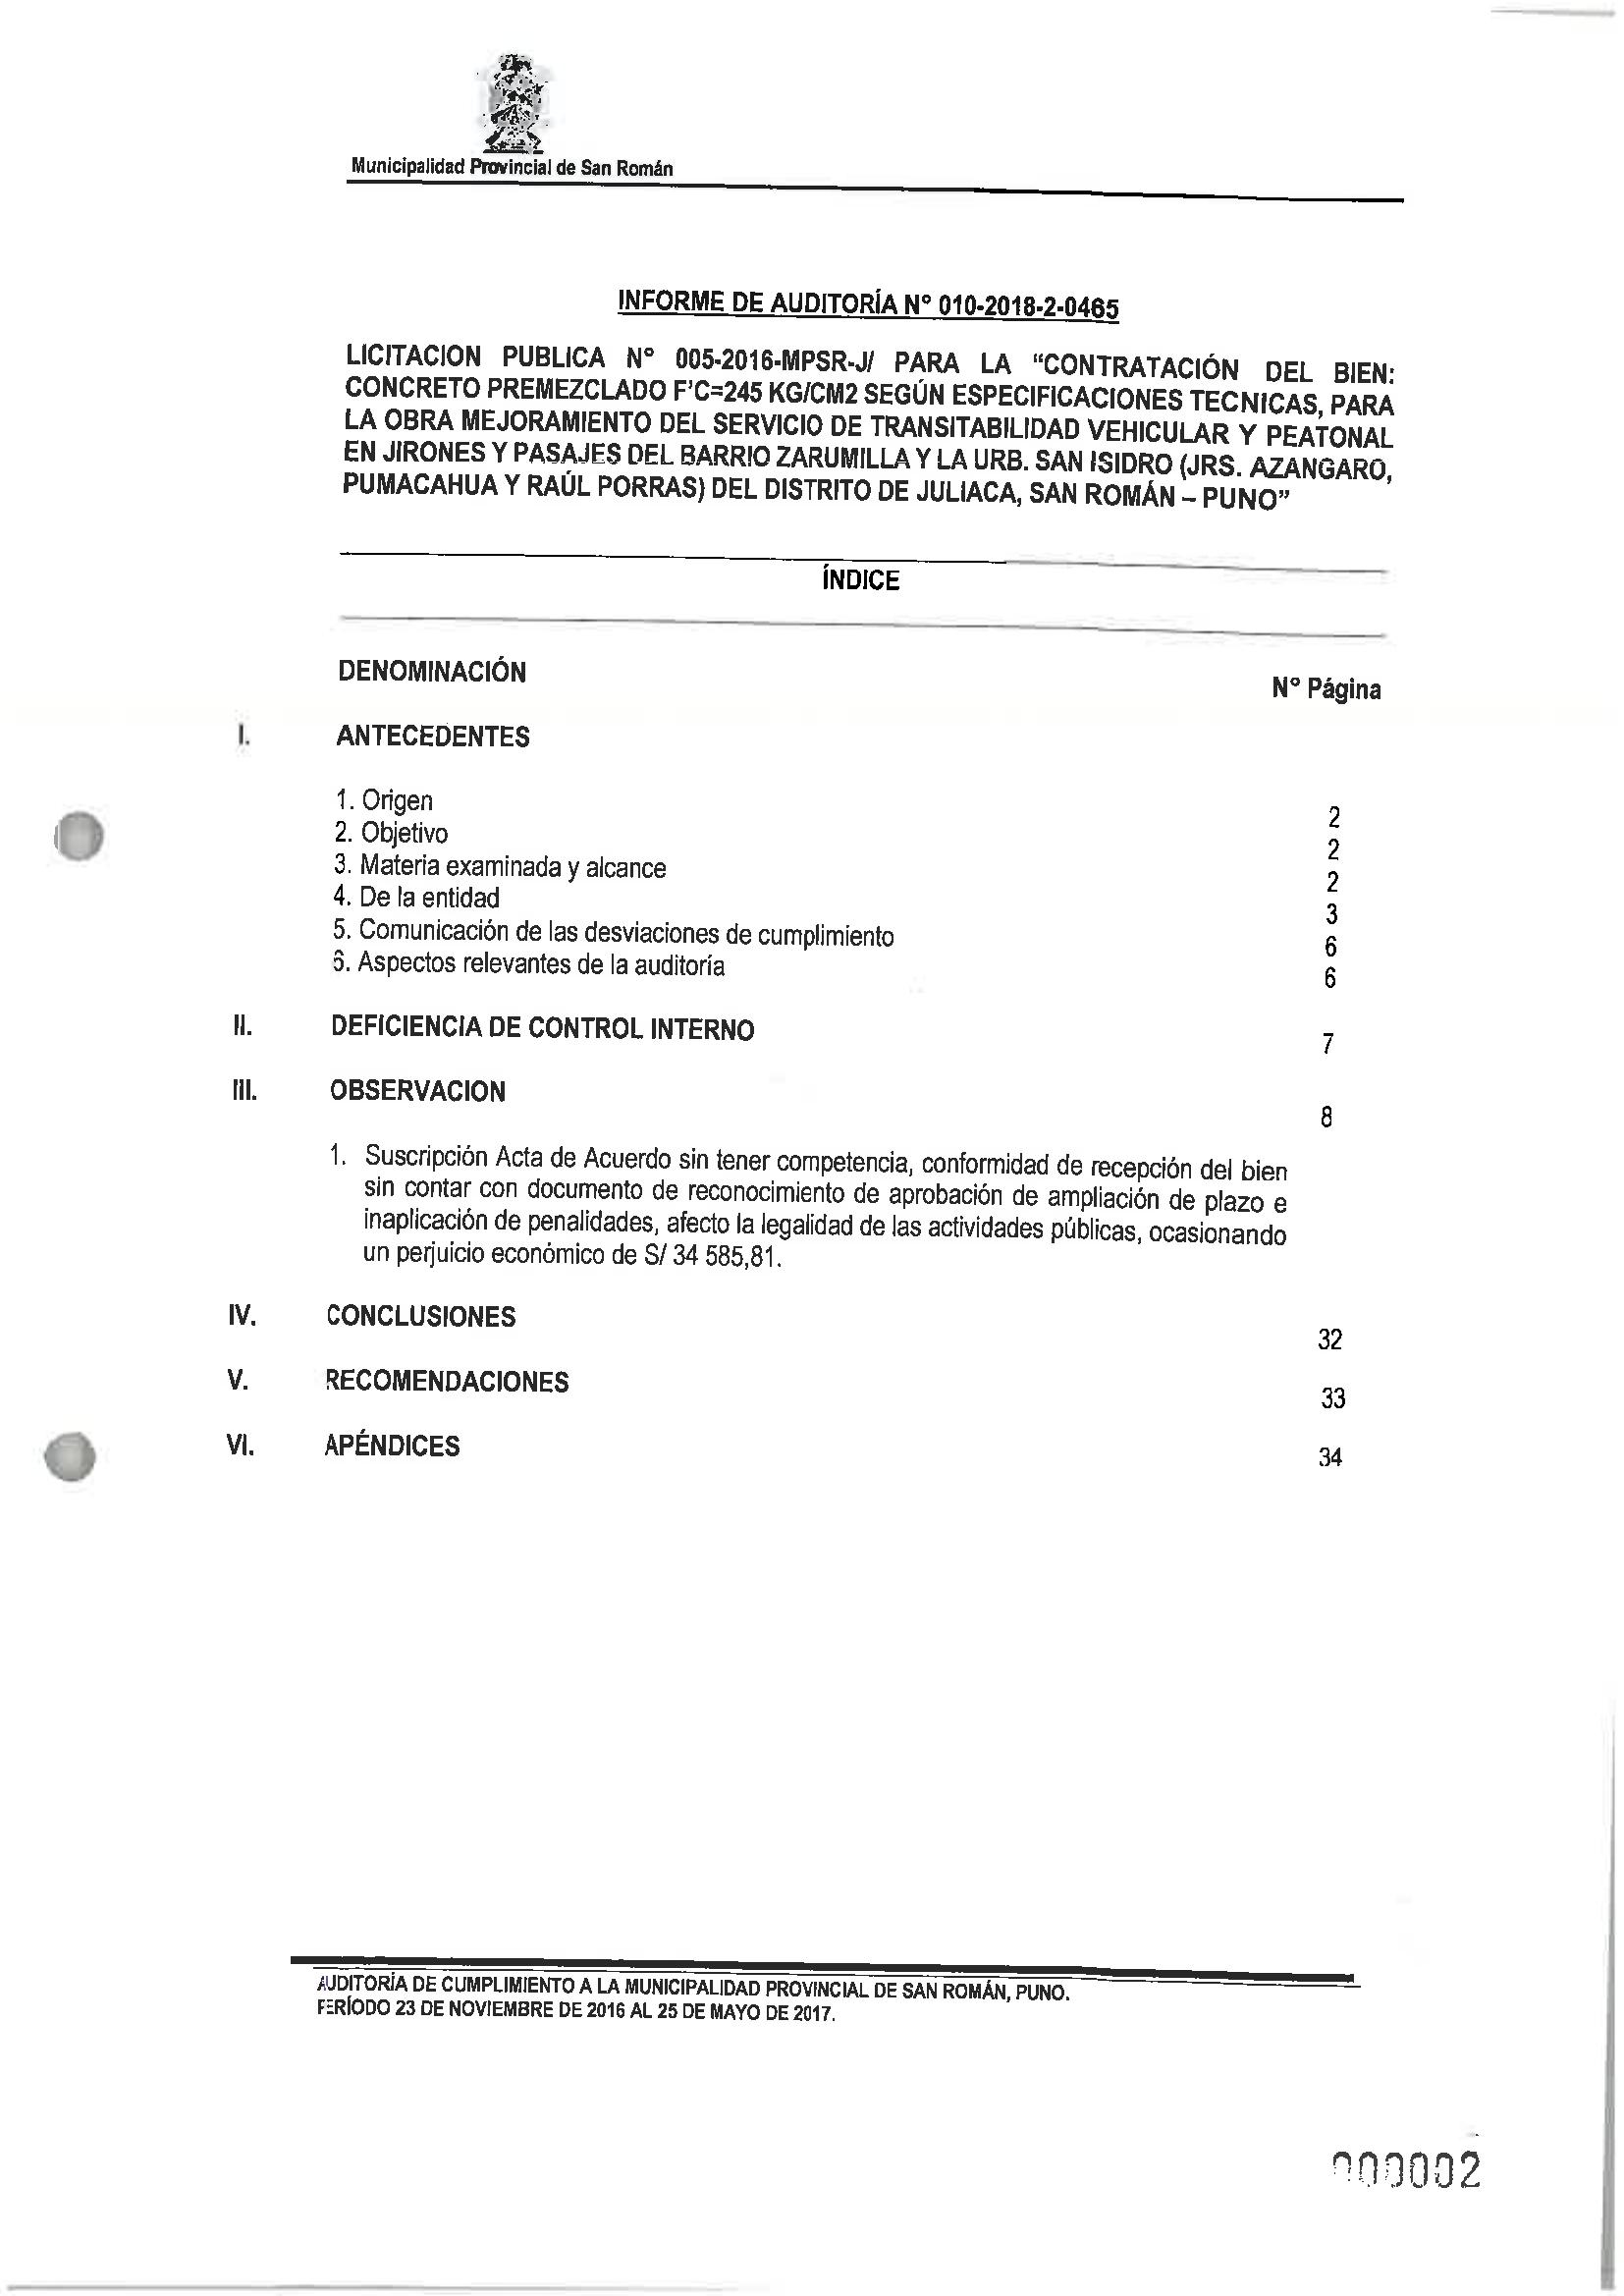 Municipalidad Provincial de San Román
INFORME DE AUDITORÍA Nº 010-2018-2-0465
LICITACION PUBLICA Nº 005-2016-MPSR-J/ PARA LA “CONTRATACIÓN DEL BIEN:
CONCRETO PREMEZCLADO F'C=245 KG/CM2 SEGÚN ESPECIFICACIONES TECNICAS, PARA
LA OBRA MEJORAMIENTO DEL SERVICIO DE TRANSITABILIDAD VEHICULAR Y PEATONAL
EN JIRONES Y PASAJES DEL BARRIO ZARUMILLA Y LA URB. SAN ISIDRO (JRS. AZANGARO,
PUMACAHUA Y RAÚL PORRAS) DEL DISTRITO DE JULIACA, SAN ROMÁN – PUNO”
ÍNDICE
DENOMINACIÓN Nº Página
I. ANTECEDENTES
1. Origen 2
2. Objetivo 2
3. Materia examinada y alcance 2
4. De la entidad 3
5. Comunicación de las desviaciones de cumplimiento 6
6. Aspectos relevantes de la auditoría 6
II. DEFICIENCIA DE CONTROL INTERNO 7
III. OBSERVACION 8
1. Suscripción Acta de Acuerdo sin tener competencia, conformidad de recepción del bien
sin contar con documento de reconocimiento de aprobación de ampliación de plazo e
inaplicación de penalidades, afecto la legalidad de las actividades públicas, ocasionando
un perjuicio económico de S/ 34 585,81.
IV. CONCLUSIONES 32
V. RECOMENDACIONES 33
VI. APÉNDICES 34
AUDITORÍA DE CUMPLIMIENTO A LA MUNICIPALIDAD PROVINCIAL DE SAN ROMÁN, PUNO.
PERÍODO 23 DE NOVIEMBRE DE 2016 AL 25 DE MAYO DE 2017.
000002